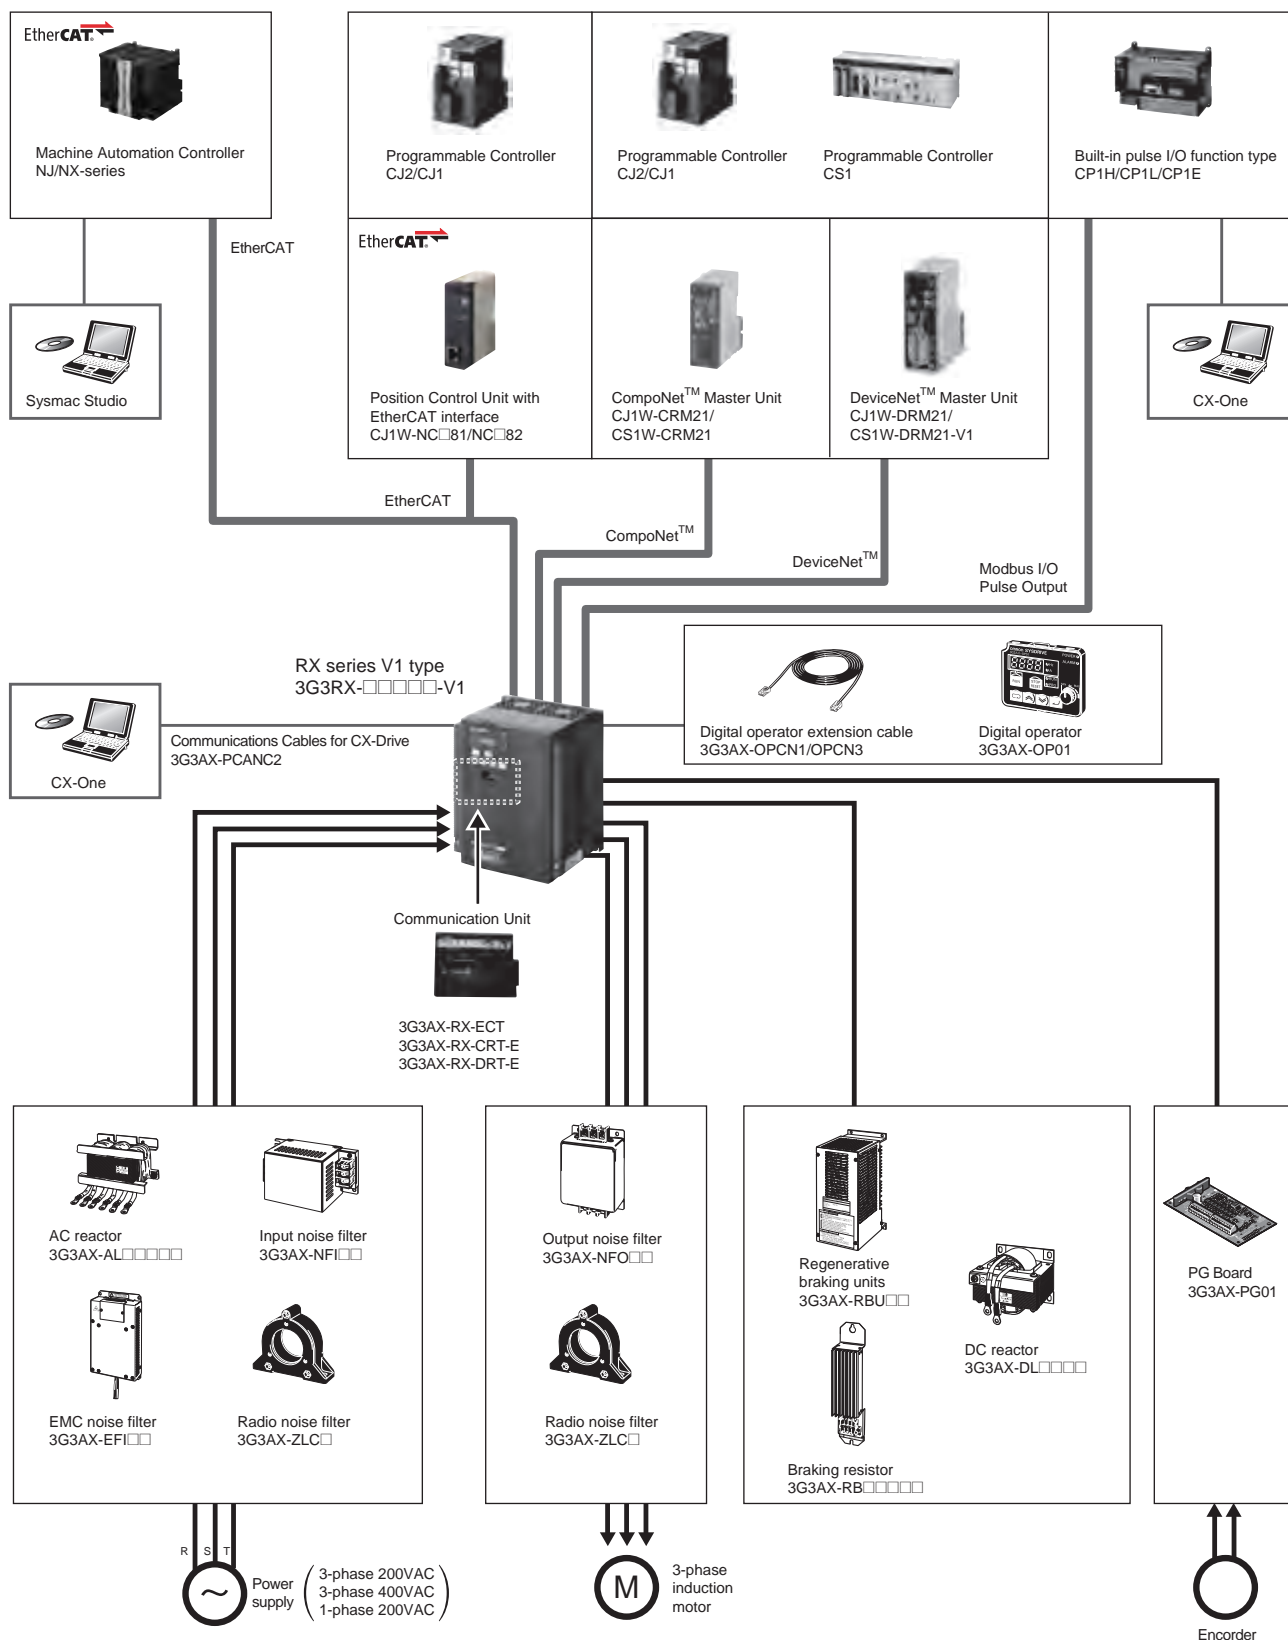 EtherCAT®
Machine Automation Controller
NJ/NX-series
Programmable Controller
CJ2/CJ1
Programmable Controller
CJ2/CJ1
Programmable Controller
CS1
Built-in pulse I/O function type
CP1H/CP1L/CP1E
EtherCAT
EtherCAT®
Sysmac Studio
Position Control Unit with
EtherCAT interface
CJ1W-NC□81/NC□82
CompoNet™ Master Unit
CJ1W-CRM21/
CS1W-CRM21
DeviceNet™ Master Unit
CJ1W-DRM21/
CS1W-DRM21-V1
CX-One
EtherCAT
CompoNet™
DeviceNet™
Modbus I/O
Pulse Output
RX series V1 type
3G3RX-□□□□□-V1
CX-One
Communications Cables for CX-Drive
3G3AX-PCANC2
Digital operator extension cable
3G3AX-OPCN1/OPCN3
Digital operator
3G3AX-OP01
Communication Unit
3G3AX-RX-ECT
3G3AX-RX-CRT-E
3G3AX-RX-DRT-E
AC reactor
3G3AX-AL□□□□□
Input noise filter
3G3AX-NFI□□
EMC noise filter
3G3AX-EFI□□
Radio noise filter
3G3AX-ZLC□
Output noise filter
3G3AX-NFO□□
Radio noise filter
3G3AX-ZLC□
Regenerative
braking units
3G3AX-RBU□□
DC reactor
3G3AX-DL□□□□
Braking resistor
3G3AX-RB□□□□□
PG Board
3G3AX-PG01
R S T
Power
supply
3-phase 200VAC
3-phase 400VAC
1-phase 200VAC
M
3-phase
induction
motor
Encorder